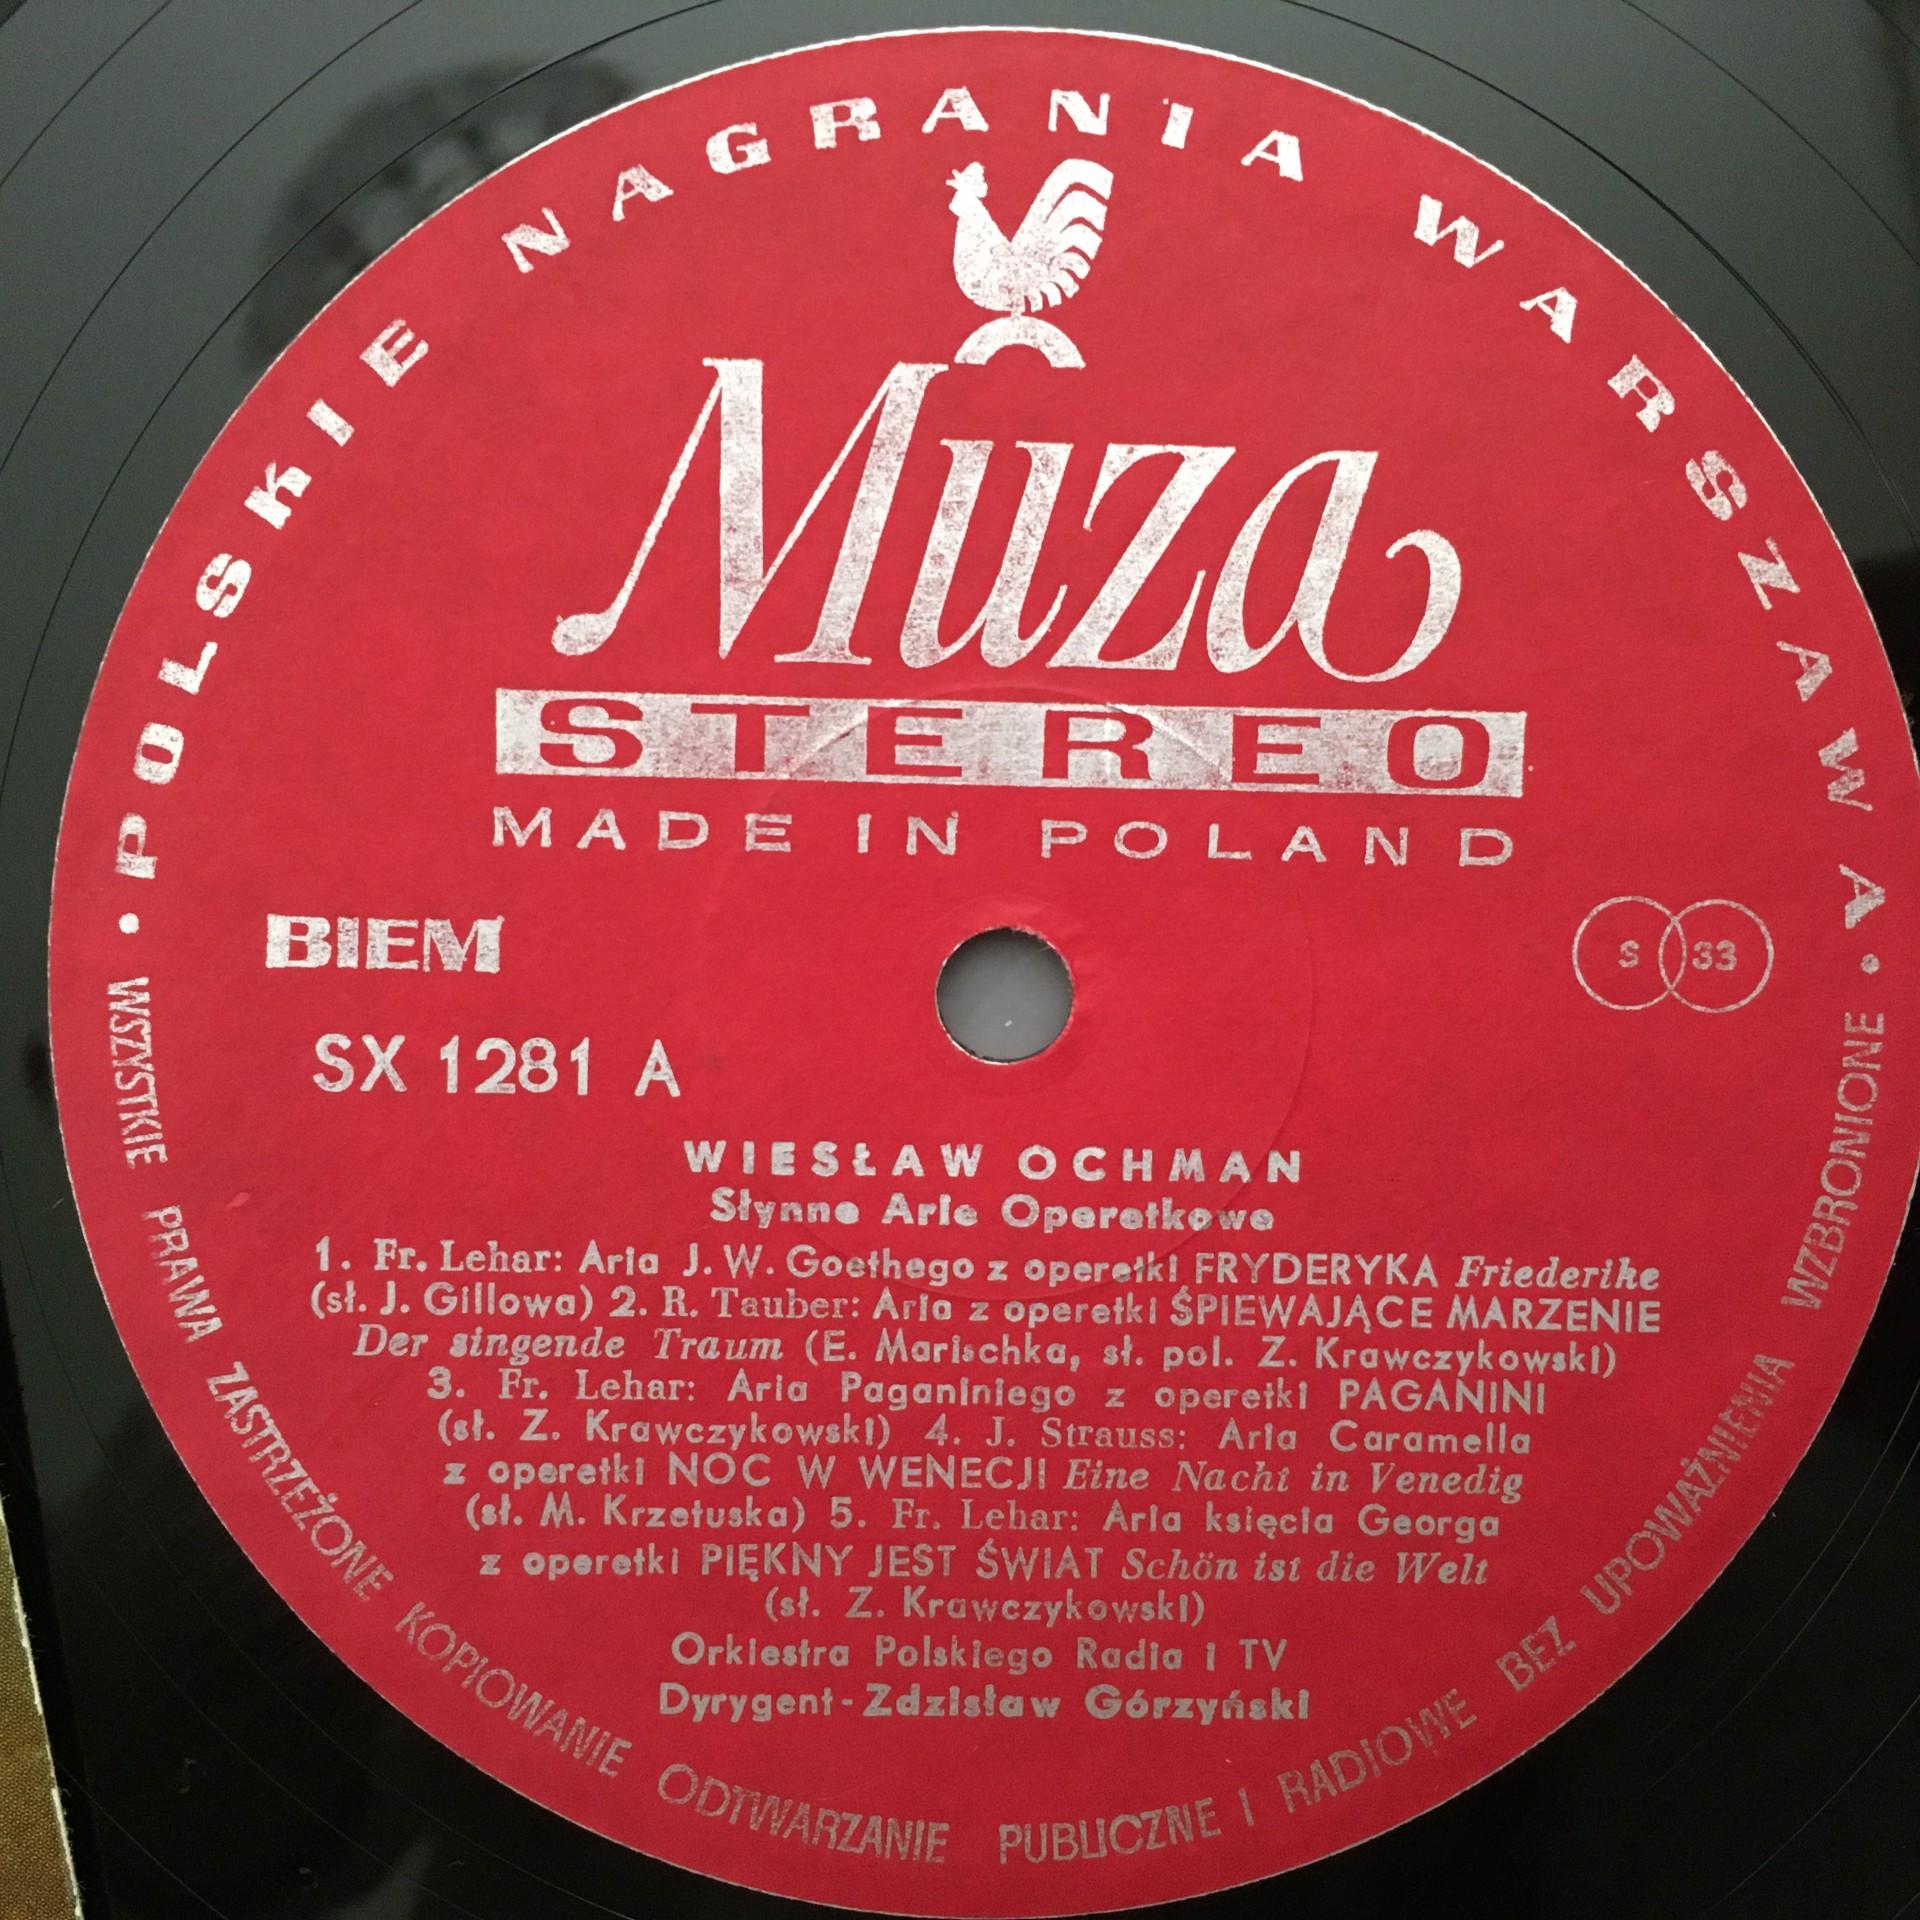 POLSKIE NAGRANIA WARSZAWA
Muza
STEREO
MADE IN POLAND
BIEM
S 33
SX 1281 A
WIESŁAW OCHMAN
Słynne Arie Operetkowe
1. Fr. Lehar: Aria J. W. Goethego z operetki FRYDERYKA Friederike
(sł. J. Gillowa) 2. R. Tauber: Aria z operetki ŚPIEWAJĄCE MARZENIE
Der singende Traum (E. Marischka, sł. pol. Z. Krawczykowski)
3. Fr. Lehar: Aria Paganiniego z operetki PAGANINI
(sł. Z. Krawczykowski) 4. J. Strauss: Aria Caramella
z operetki NOC W WENECJI Eine Nacht in Venedig
(sł. M. Krzetuska) 5. Fr. Lehar: Aria księcia Georga
z operetki PIĘKNY JEST ŚWIAT Schön ist die Welt
(sł. Z. Krawczykowski)
Orkiestra Polskiego Radia i TV
Dyrygent - Zdzisław Górzyński
• WSZYSTKIE PRAWA ZASTRZEŻONE KOPIOWANIE ODTWARZANIE PUBLICZNE I RADIOWE BEZ UPOWAŻNIENIA WZBRONIONE •